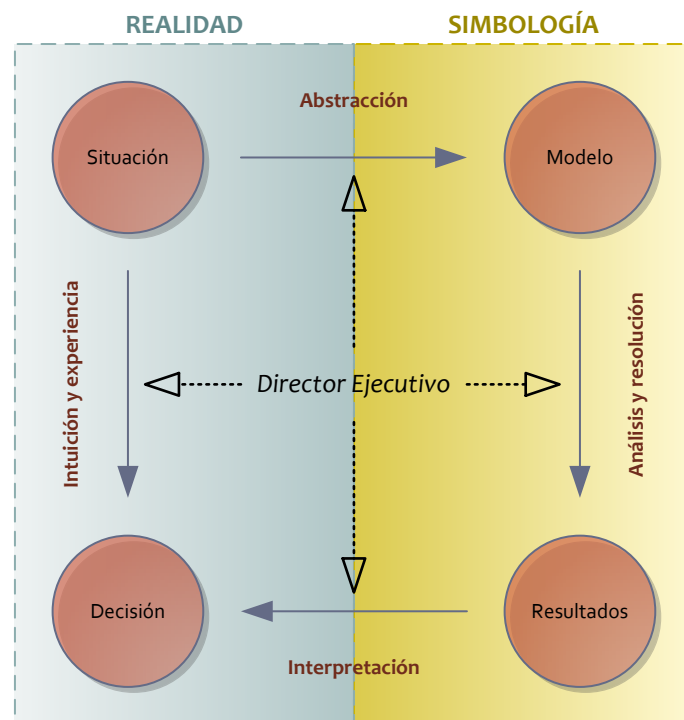 REALIDAD
SIMBOLOGÍA
Abstracción
Situación
Modelo
Intuición y experiencia
Director Ejecutivo
Análisis y resolución
Decisión
Resultados
Interpretación